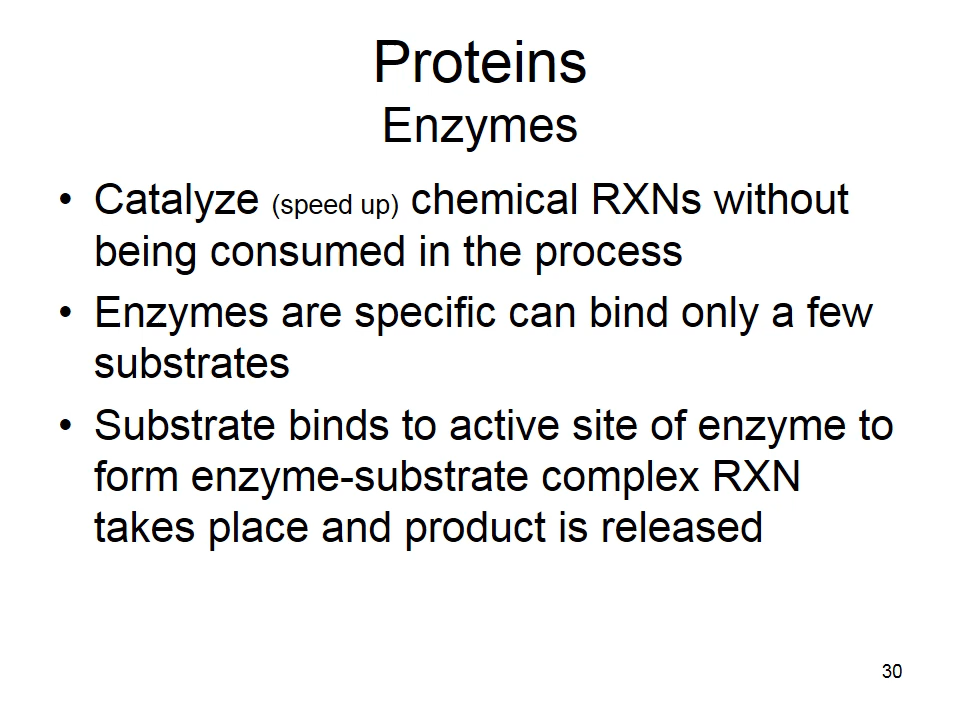 Proteins
Enzymes
• Catalyze (speed up) chemical RXNs without
being consumed in the process
• Enzymes are specific can bind only a few
substrates
• Substrate binds to active site of enzyme to
form enzyme-substrate complex RXN
takes place and product is released
30